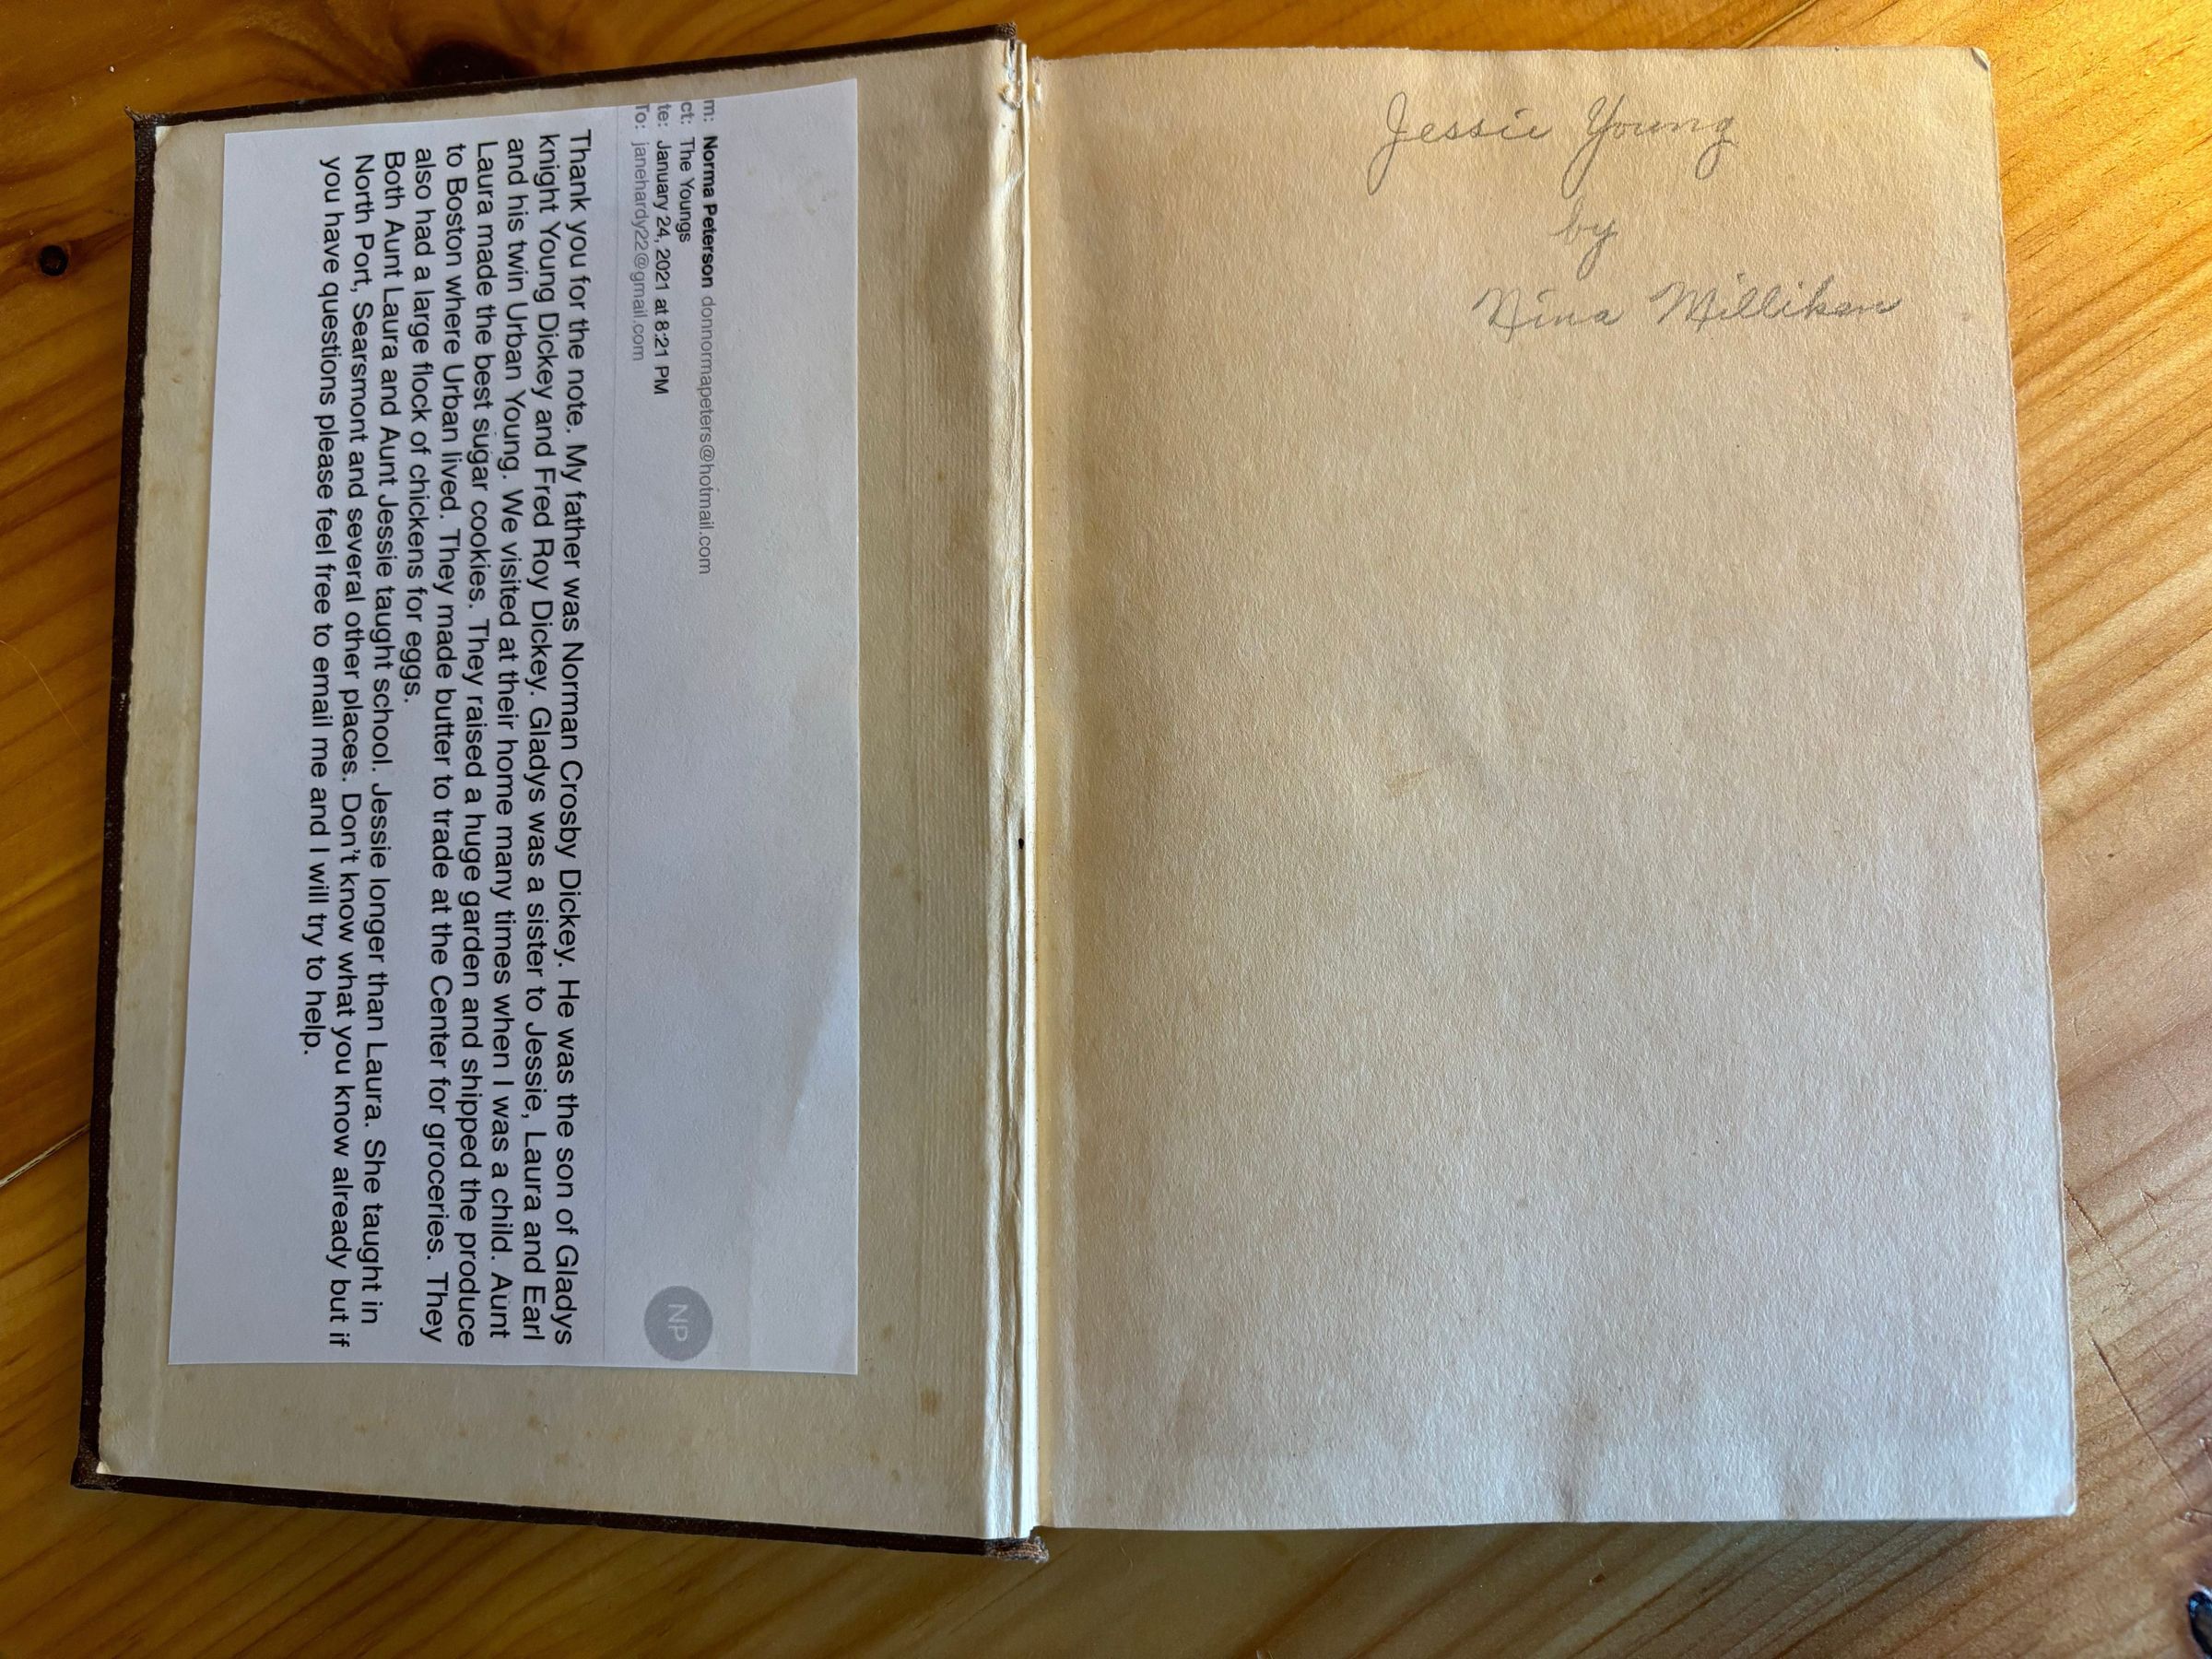 m: Norma Peterson donnormapeters@hotmail.com
ct: The Youngs
te: January 24, 2021 at 8:21 PM
To: janehardy22@gmail.com
NP
Thank you for the note. My father was Norman Crosby Dickey. He was the son of Gladys
knight Young Dickey and Fred Roy Dickey. Gladys was a sister to Jessie, Laura and Earl
and his twin Urban Young. We visited at their home many times when I was a child. Aunt
Laura made the best sugar cookies. They raised a huge garden and shipped the produce
to Boston where Urban lived. They made butter to trade at the Center for groceries. They
also had a large flock of chickens for eggs.
Both Aunt Laura and Aunt Jessie taught school. Jessie longer than Laura. She taught in
North Port, Searsmont and several other places. Don't know what you know already but if
you have questions please feel free to email me and I will try to help.
Jessie Young
by
Nina Milliken